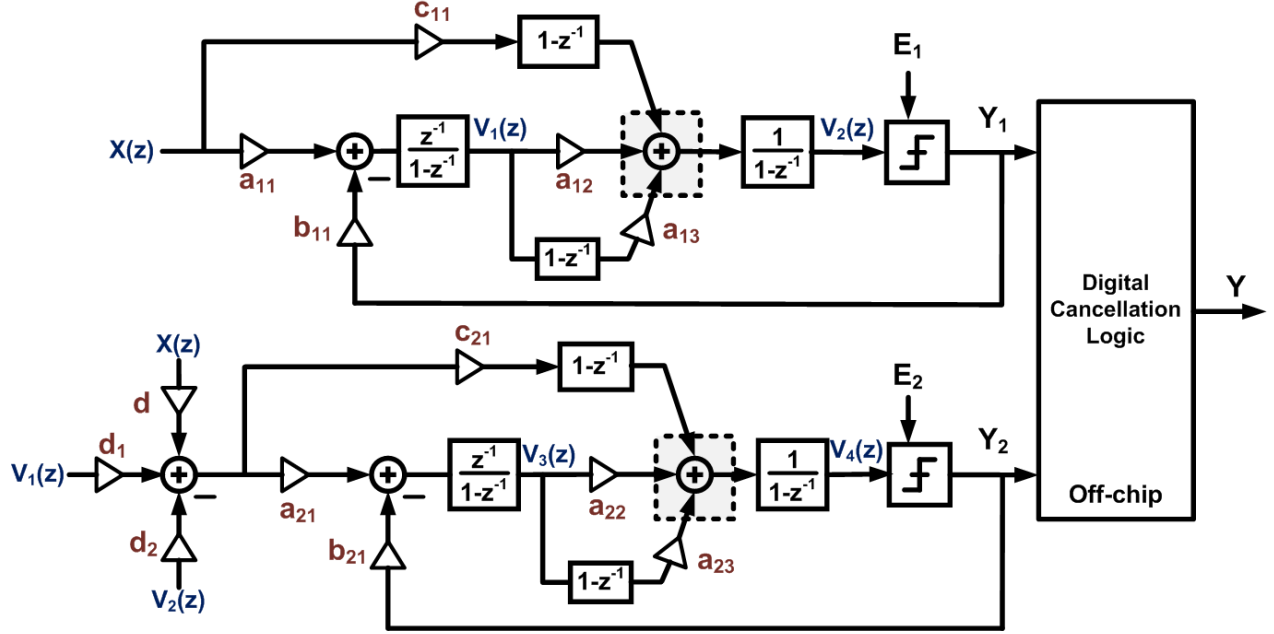 c₁₁
1-z⁻¹
E₁
X(z)
a₁₁
z⁻¹
1-z⁻¹
V₁(z)
a₁₂
+
1
1-z⁻¹
V₂(z)
Y₁
+
−
b₁₁
1-z⁻¹
a₁₃
Digital
Cancellation
Logic
Y
Off-chip
X(z)
d
c₂₁
1-z⁻¹
E₂
V₁(z)
d₁
+
−
a₂₁
+
−
z⁻¹
1-z⁻¹
V₃(z)
a₂₂
+
1
1-z⁻¹
V₄(z)
Y₂
d₂
V₂(z)
b₂₁
1-z⁻¹
a₂₃